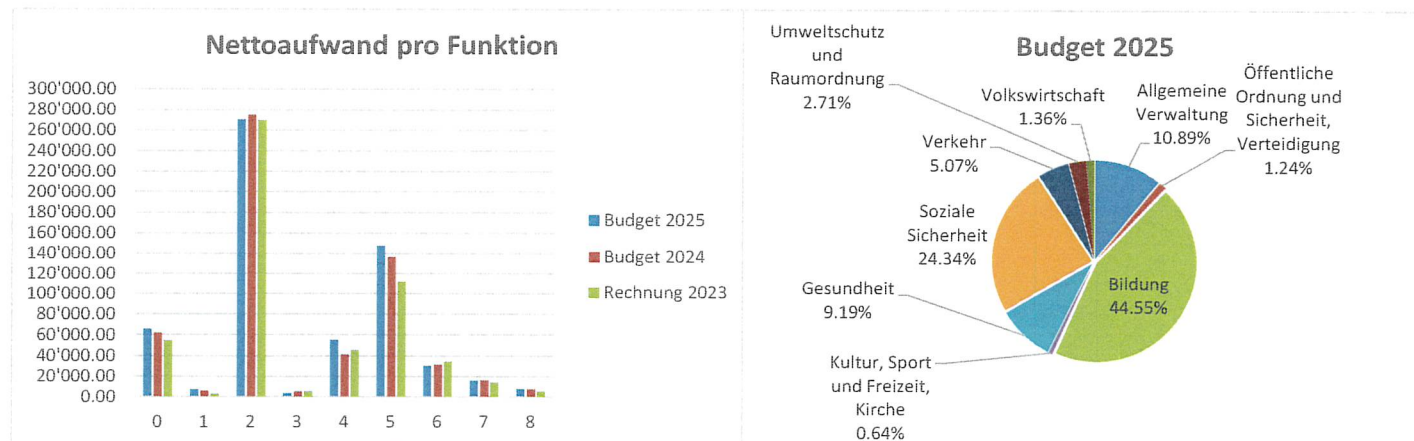 Nettoaufwand pro Funktion
300'000.00
280'000.00
260'000.00
240'000.00
220'000.00
200'000.00
180'000.00
160'000.00
140'000.00
120'000.00
100'000.00
80'000.00
60'000.00
40'000.00
20'000.00
0.00
0 1 2 3 4 5 6 7 8
Budget 2025
Budget 2024
Rechnung 2023
Budget 2025
Umweltschutz
und
Raumordnung
2.71%
Volkswirtschaft
1.36%
Allgemeine
Verwaltung
10.89%
Öffentliche
Ordnung und
Sicherheit,
Verteidigung
1.24%
Verkehr
5.07%
Soziale
Sicherheit
24.34%
Bildung
44.55%
Gesundheit
9.19%
Kultur, Sport
und Freizeit,
Kirche
0.64%